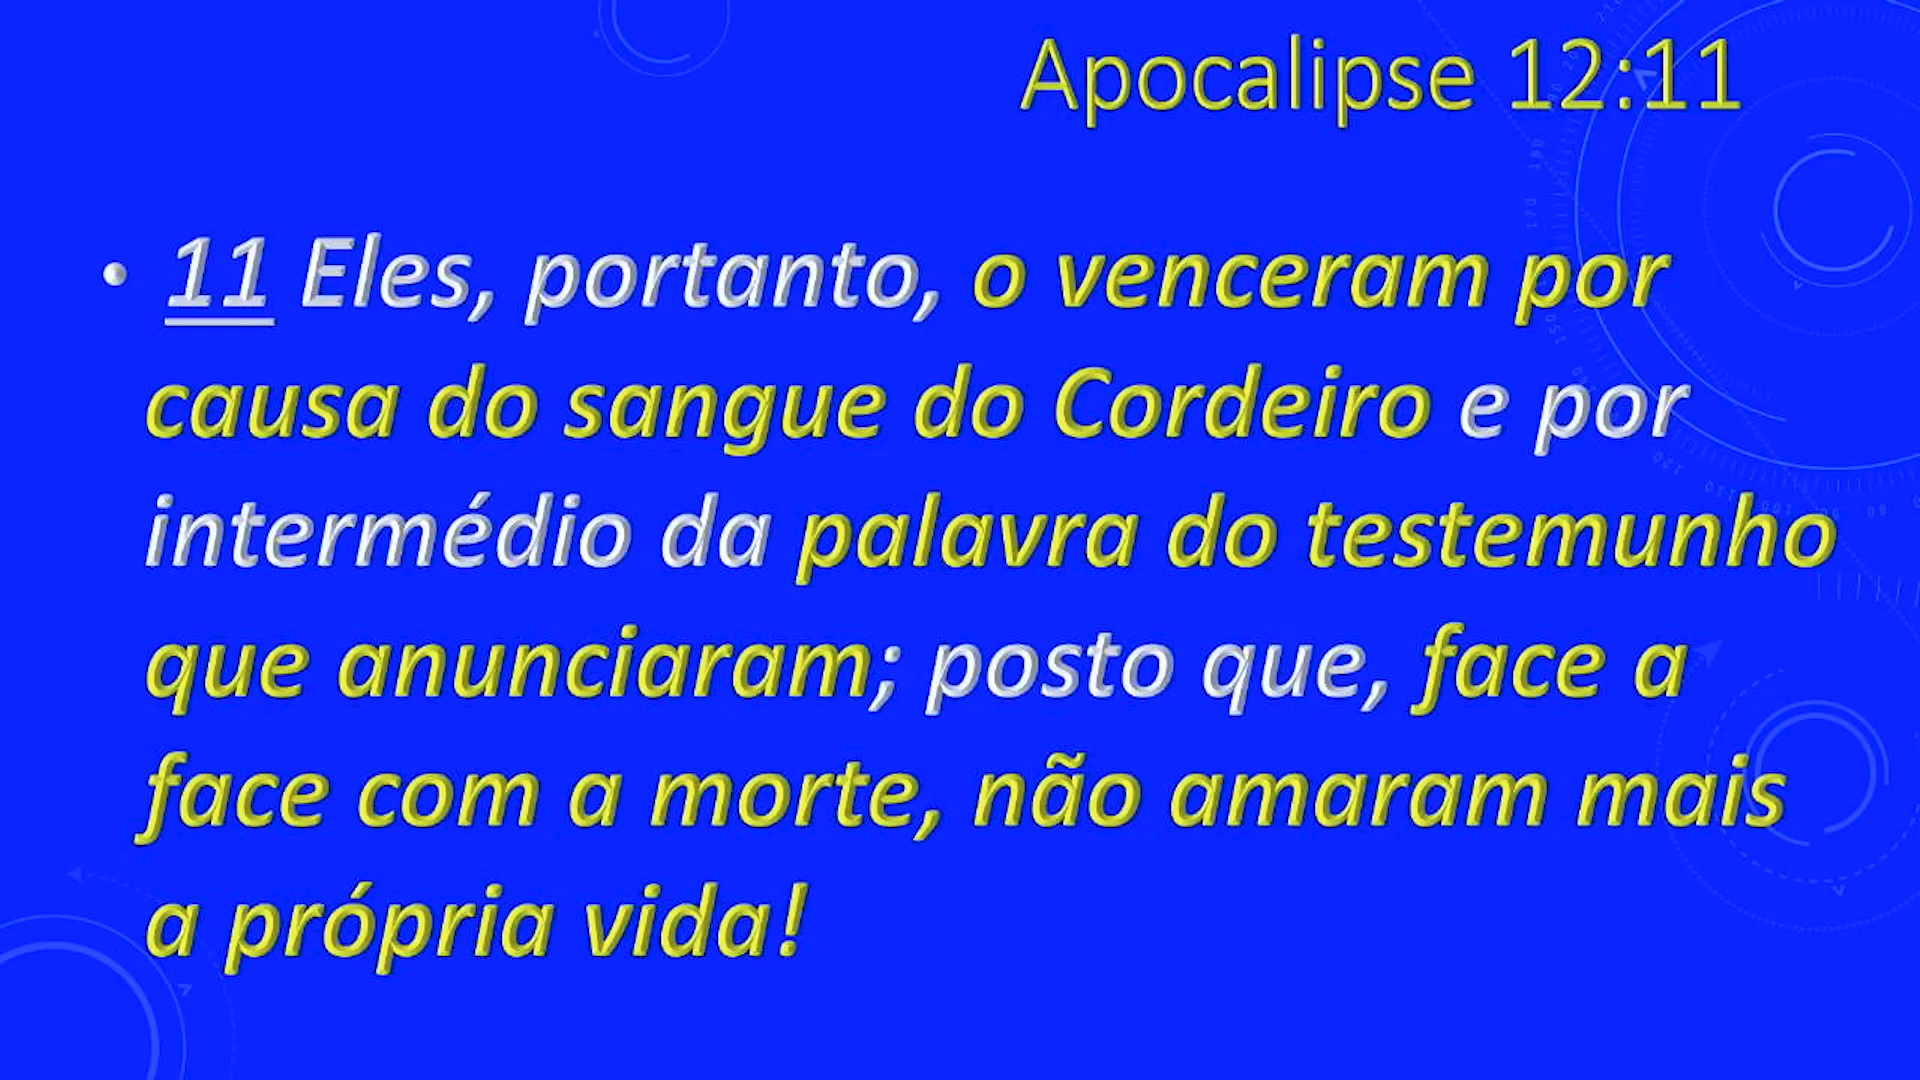 Apocalipse 12:11
• 11 Eles, portanto, o venceram por
causa do sangue do Cordeiro e por
intermédio da palavra do testemunho
que anunciaram; posto que, face a
face com a morte, não amaram mais
a própria vida!